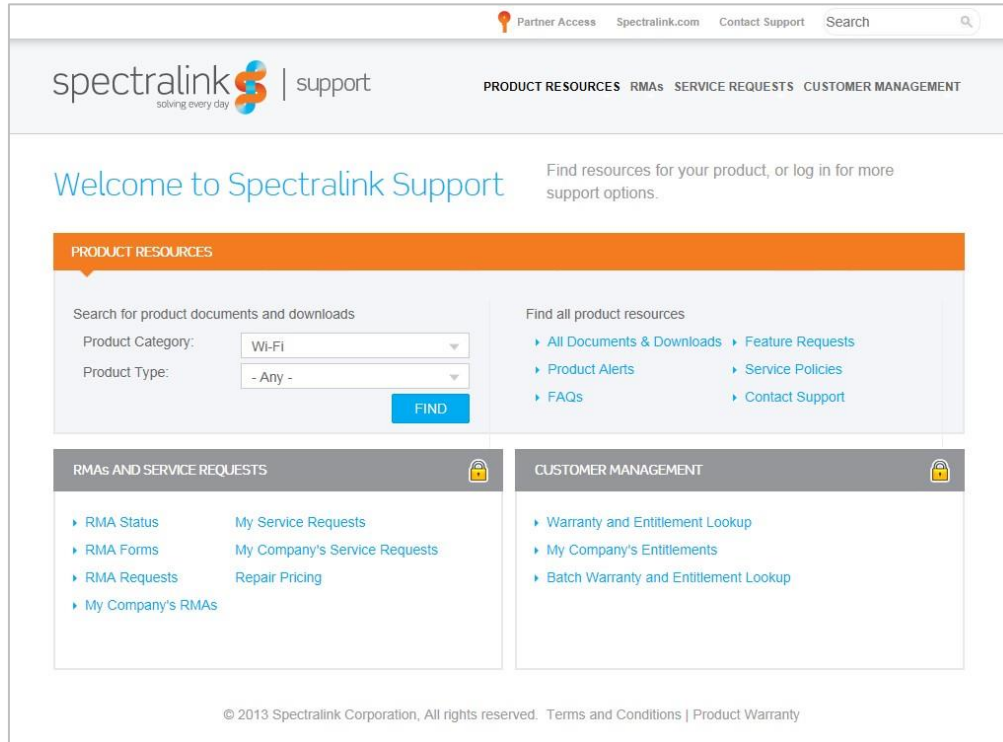 Partner Access Spectralink.com Contact Support Search
spectralink | support
solving every day
PRODUCT RESOURCES RMAs SERVICE REQUESTS CUSTOMER MANAGEMENT
Welcome to Spectralink Support
Find resources for your product, or log in for more
support options.
PRODUCT RESOURCES
Search for product documents and downloads
Product Category: Wi-Fi
Product Type: - Any -
FIND
Find all product resources
All Documents & Downloads Feature Requests
Product Alerts Service Policies
FAQs Contact Support
RMAs AND SERVICE REQUESTS
RMA Status My Service Requests
RMA Forms My Company's Service Requests
RMA Requests Repair Pricing
My Company's RMAs
CUSTOMER MANAGEMENT
Warranty and Entitlement Lookup
My Company's Entitlements
Batch Warranty and Entitlement Lookup
© 2013 Spectralink Corporation, All rights reserved. Terms and Conditions | Product Warranty